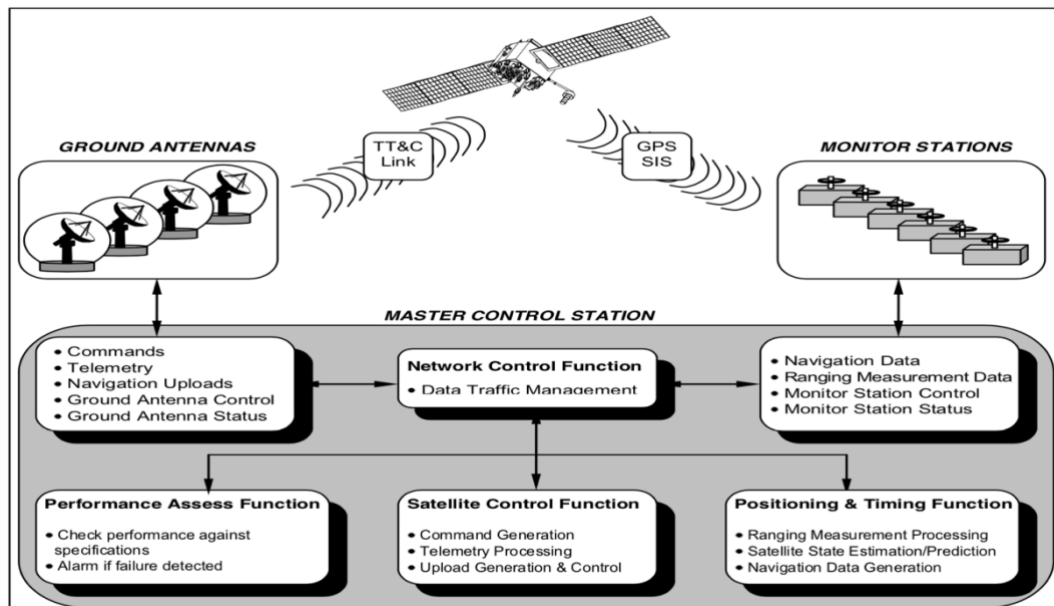 TT&C
Link
GPS
SIS
GROUND ANTENNAS
MONITOR STATIONS
MASTER CONTROL STATION
• Commands
• Telemetry
• Navigation Uploads
• Ground Antenna Control
• Ground Antenna Status
Network Control Function
• Data Traffic Management
• Navigation Data
• Ranging Measurement Data
• Monitor Station Control
• Monitor Station Status
Performance Assess Function
• Check performance against
specifications
• Alarm if failure detected
Satellite Control Function
• Command Generation
• Telemetry Processing
• Upload Generation & Control
Positioning & Timing Function
• Ranging Measurement Processing
• Satellite State Estimation/Prediction
• Navigation Data Generation